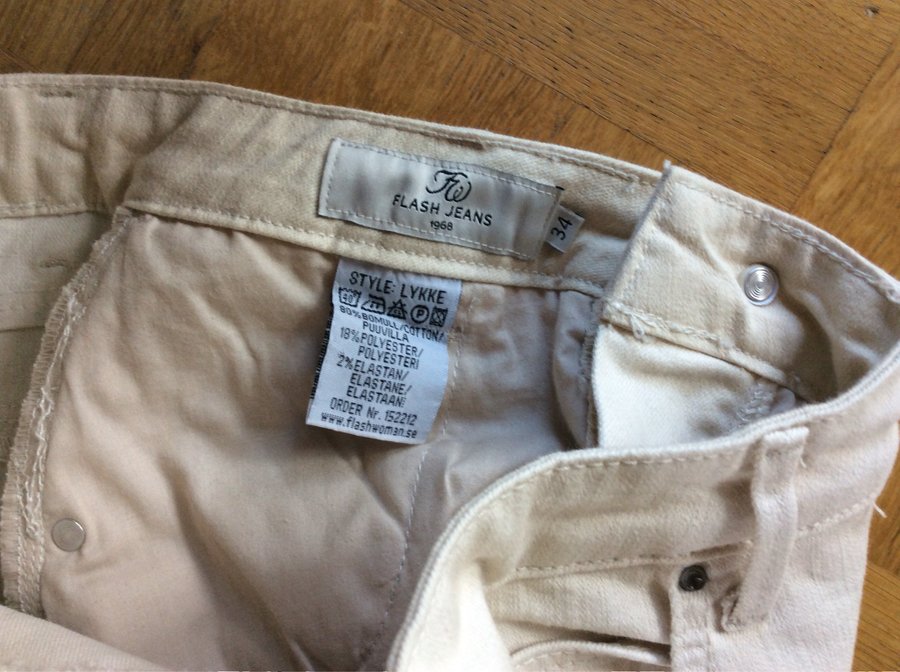 FW
FLASH JEANS
1968
34
STYLE: LYKKE
40 P
80%BOMULL/COTTON/
PUUVILLA
18%POLYESTER/
POLYESTERI
2%ELASTAN/
ELASTANE/
ELASTAANI
ORDER Nr. 152212
www.flashwoman.se